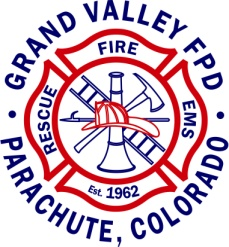 • GRAND VALLEY FPD •
FIRE
RESCUE
EMS
Est. 1962
PARACHUTE, COLORADO